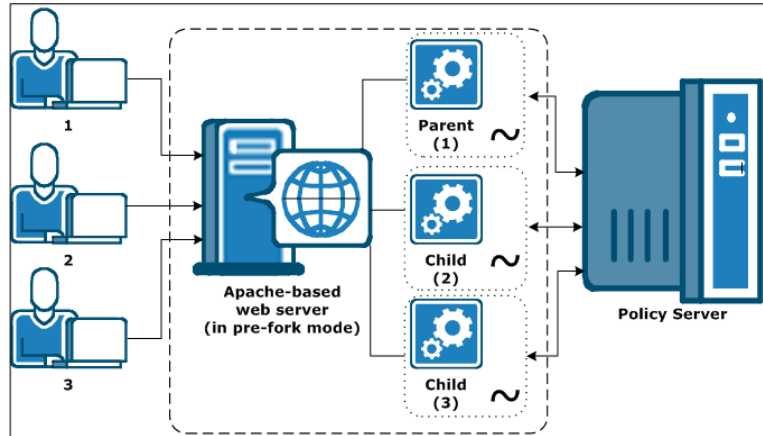 1
2
3
Apache-based
web server
(in pre-fork mode)
Parent
(1)
Child
(2)
Child
(3)
Policy Server